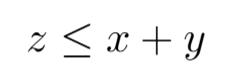 z ≤ x + y